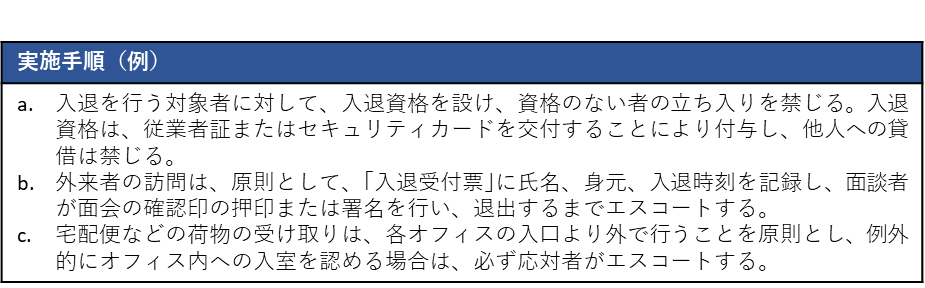 実施手順（例）
a. 入退を行う対象者に対して、入退資格を設け、資格のない者の立ち入りを禁じる。入退
資格は、従業者証またはセキュリティカードを交付することにより付与し、他人への貸
借は禁じる。
b. 外来者の訪問は、原則として、｢入退受付票｣に氏名、身元、入退時刻を記録し、面談者
が面会の確認印の押印または署名を行い、退出するまでエスコートする。
c. 宅配便などの荷物の受け取りは、各オフィスの入口より外で行うことを原則とし、例外
的にオフィス内への入室を認める場合は、必ず応対者がエスコートする。